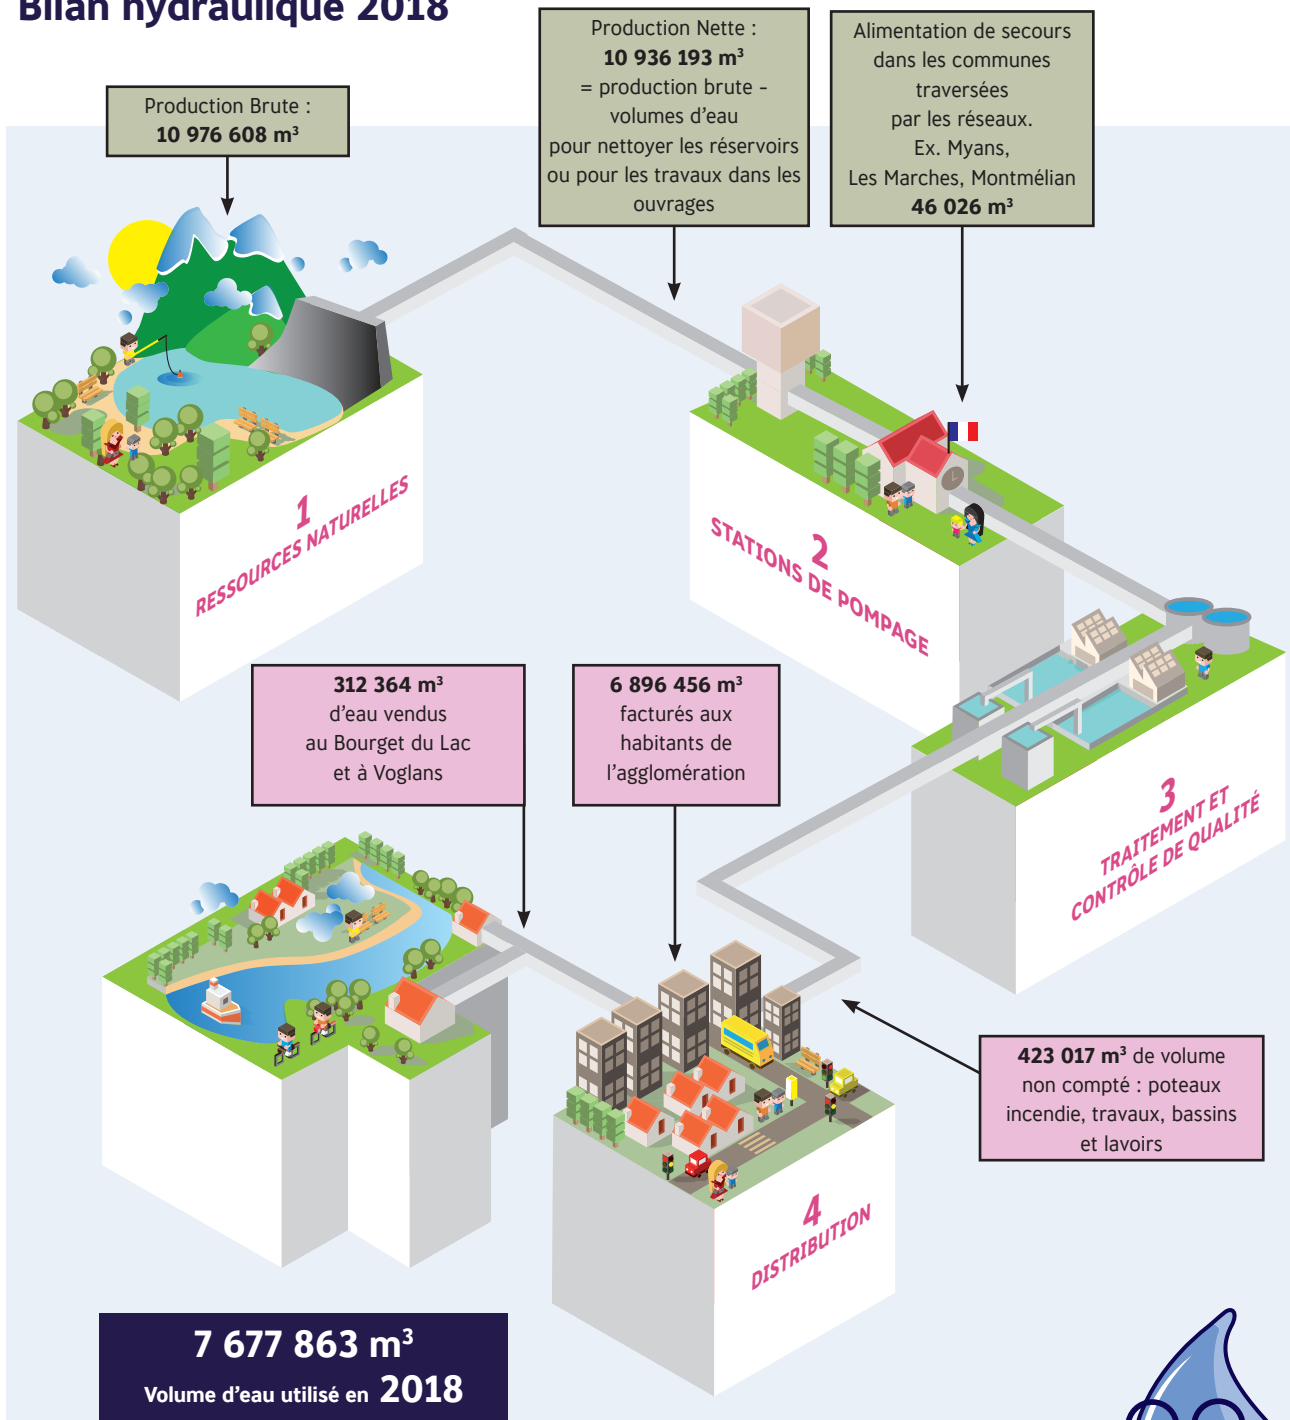 Bilan hydraulique 2018
Production Brute :
10 976 608 m³
Production Nette :
10 936 193 m³
= production brute -
volumes d'eau
pour nettoyer les réservoirs
ou pour les travaux dans les
ouvrages
Alimentation de secours
dans les communes
traversées
par les réseaux.
Ex. Myans,
Les Marches, Montmélian
46 026 m³
1
RESSOURCES NATURELLES
2
STATIONS DE POMPAGE
312 364 m³
d'eau vendus
au Bourget du Lac
et à Voglans
6 896 456 m³
facturés aux
habitants de
l'agglomération
3
TRAITEMENT ET
CONTRÔLE DE QUALITÉ
423 017 m³ de volume
non compté : poteaux
incendie, travaux, bassins
et lavoirs
4
DISTRIBUTION
7 677 863 m³
Volume d'eau utilisé en 2018